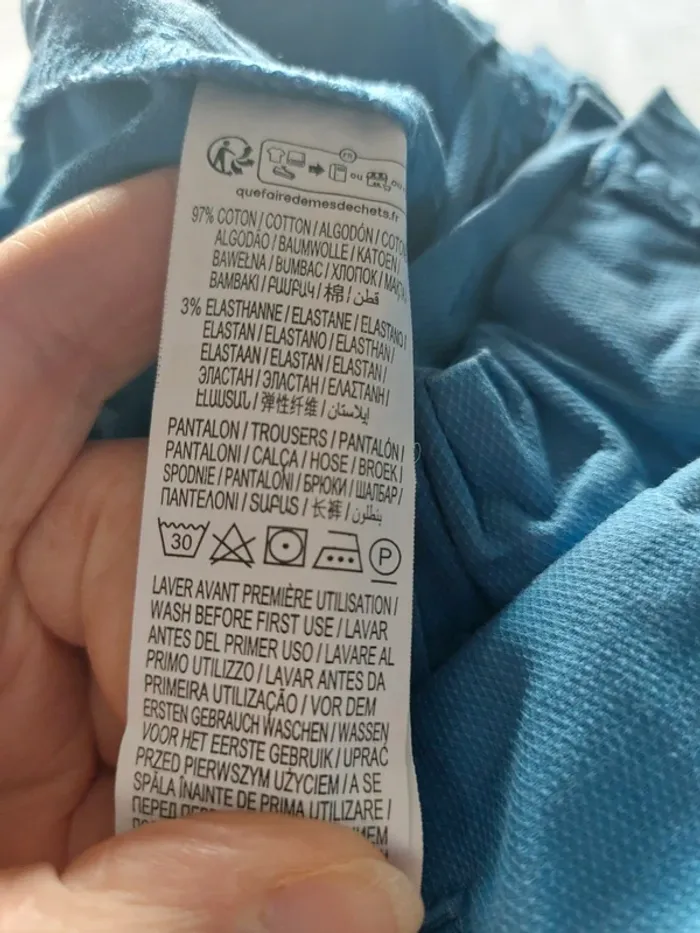 FR
ou ou
quefairedemesdechets.fr
97% COTON / COTTON / ALGODÓN /
ALGODÃO / BAUMWOLLE / KATOEN /
BAWEŁNA / BUMBAC / ХЛОПОК /
BAMBAKI / ԲԱՄԲԱԿ / 棉 / قطن
3% ELASTHANNE / ELASTANE / ELASTANO /
ELASTAN / ELASTANO / ELASTHAN /
ELASTAAN / ELASTAN / ELASTAN /
ЭЛАСТАН / ЭЛАСТАН / ΕΛΑΣΤΑΝΗ /
ԷԼԱՍՏԱՆ / 弹性纤维 / إيلاستان
PANTALON / TROUSERS / PANTALÓN /
PANTALONI / CALÇA / HOSE / BROEK /
SPODNIE / PANTALONI / БРЮКИ / ШАЛБАР /
ΠΑΝΤΕΛΟΝΙ / ՏԱԲԱՏ / 长裤 / بنطلون
30 P
LAVER AVANT PREMIÈRE UTILISATION /
WASH BEFORE FIRST USE / LAVAR
ANTES DEL PRIMER USO / LAVARE AL
PRIMO UTILIZZO / LAVAR ANTES DA
PRIMEIRA UTILIZAÇÃO / VOR DEM
ERSTEN GEBRAUCH WASCHEN / WASSEN
VOOR HET EERSTE GEBRUIK / UPRAĆ
PRZED PIERWSZYM UŻYCIEM / A SE
SPĂLA ÎNAINTE DE PRIMA UTILIZARE /